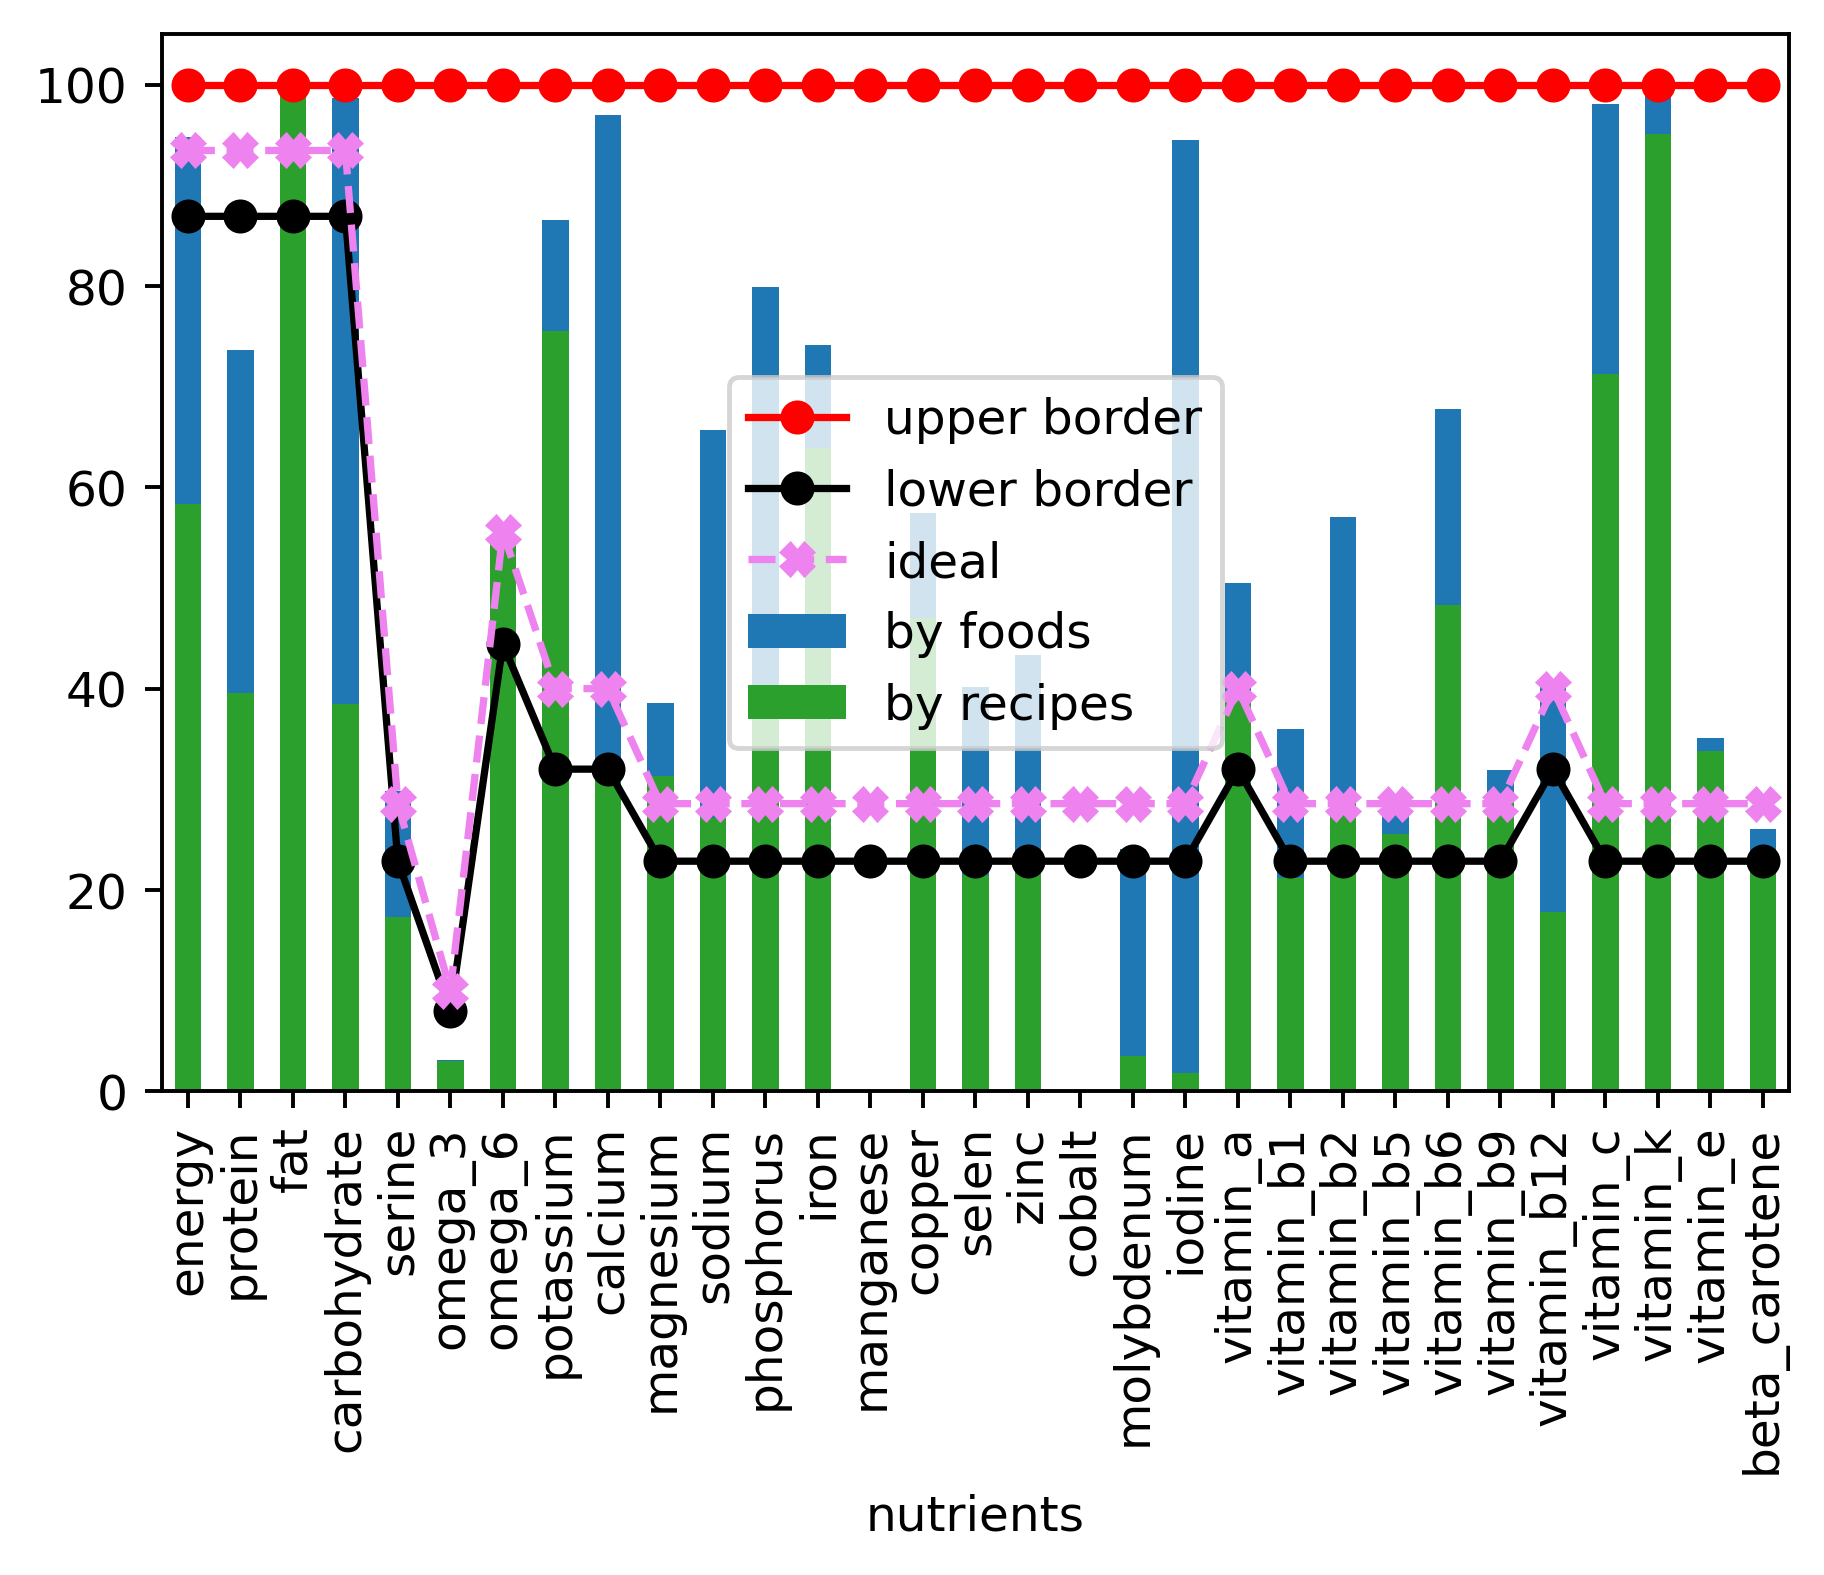 100
80
60
40
20
0
upper border
lower border
ideal
by foods
by recipes
energy
protein
fat
carbohydrate
serine
omega_3
omega_6
potassium
calcium
magnesium
sodium
phosphorus
iron
manganese
copper
selen
zinc
cobalt
molybdenum
iodine
vitamin_a
vitamin_b1
vitamin_b2
vitamin_b5
vitamin_b6
vitamin_b9
vitamin_b12
vitamin_c
vitamin_k
vitamin_e
beta_carotene
nutrients